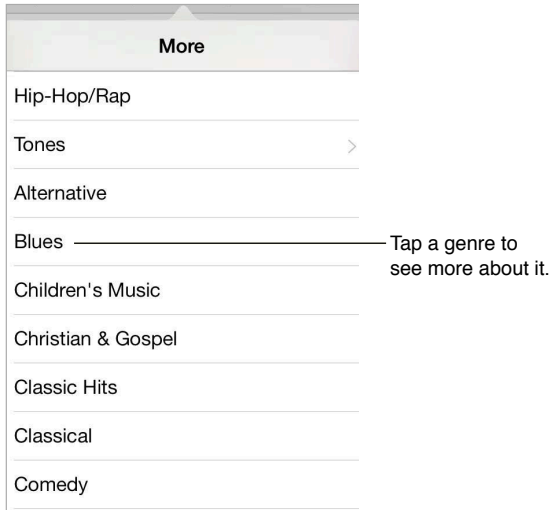 More
Hip-Hop/Rap
Tones
Alternative
Blues
Tap a genre to
see more about it.
Children's Music
Christian & Gospel
Classic Hits
Classical
Comedy